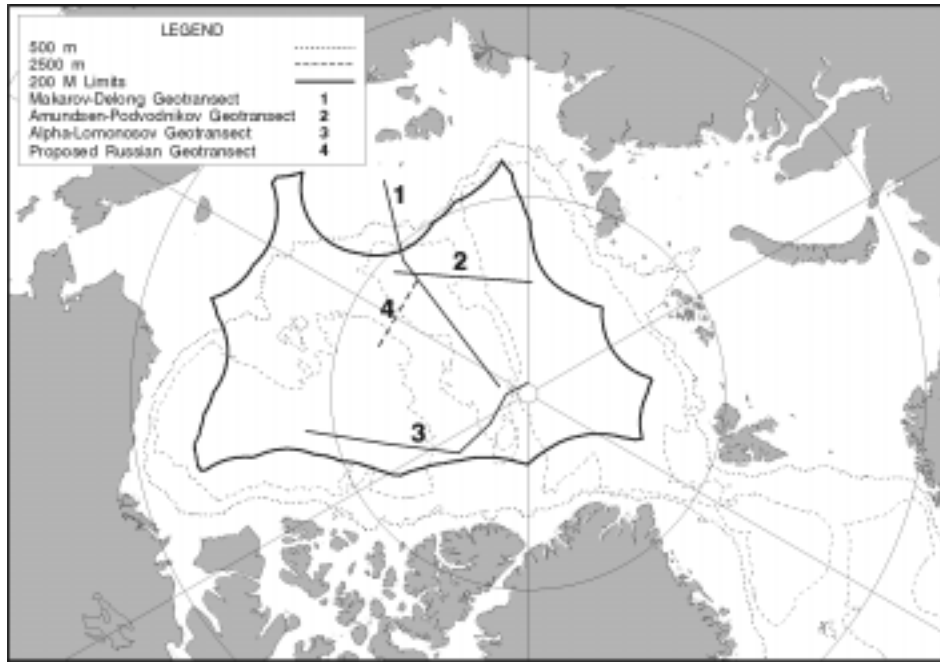 LEGEND
500 m
2500 m
200 M Limits
Makarov-Delong Geotransect 1
Amundsen-Podvodnikov Geotransect 2
Alpha-Lomonosov Geotransect 3
Proposed Russian Geotransect 4
1
2
4
3